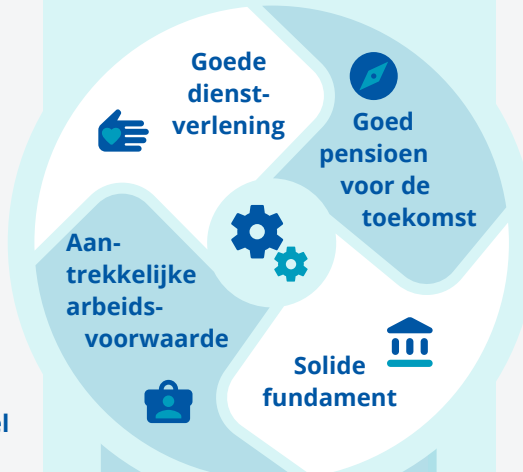 Goede
dienst-
verlening
Goed
pensioen
voor de
toekomst
Aan-
trekkelijke
arbeids-
voorwaarde
Solide
fundament